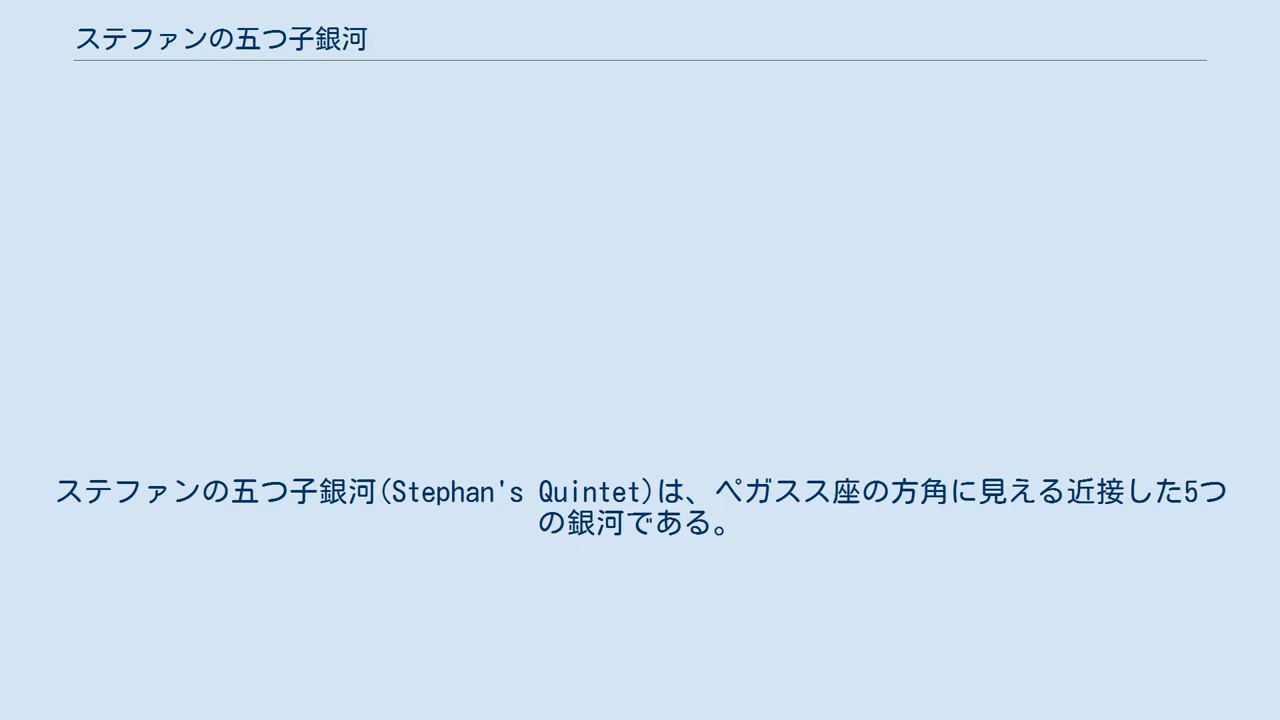 ステファンの五つ子銀河
ステファンの五つ子銀河(Stephan's Quintet)は、ペガスス座の方角に見える近接した5つ
の銀河である。